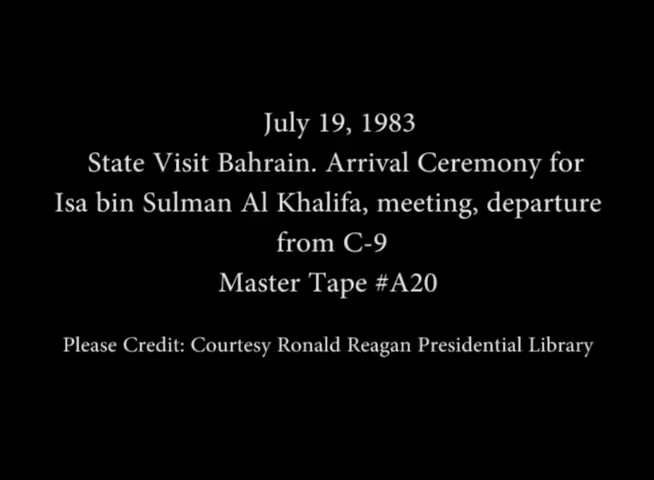 July 19, 1983
State Visit Bahrain. Arrival Ceremony for
Isa bin Sulman Al Khalifa, meeting, departure
from C-9
Master Tape #A20
Please Credit: Courtesy Ronald Reagan Presidential Library